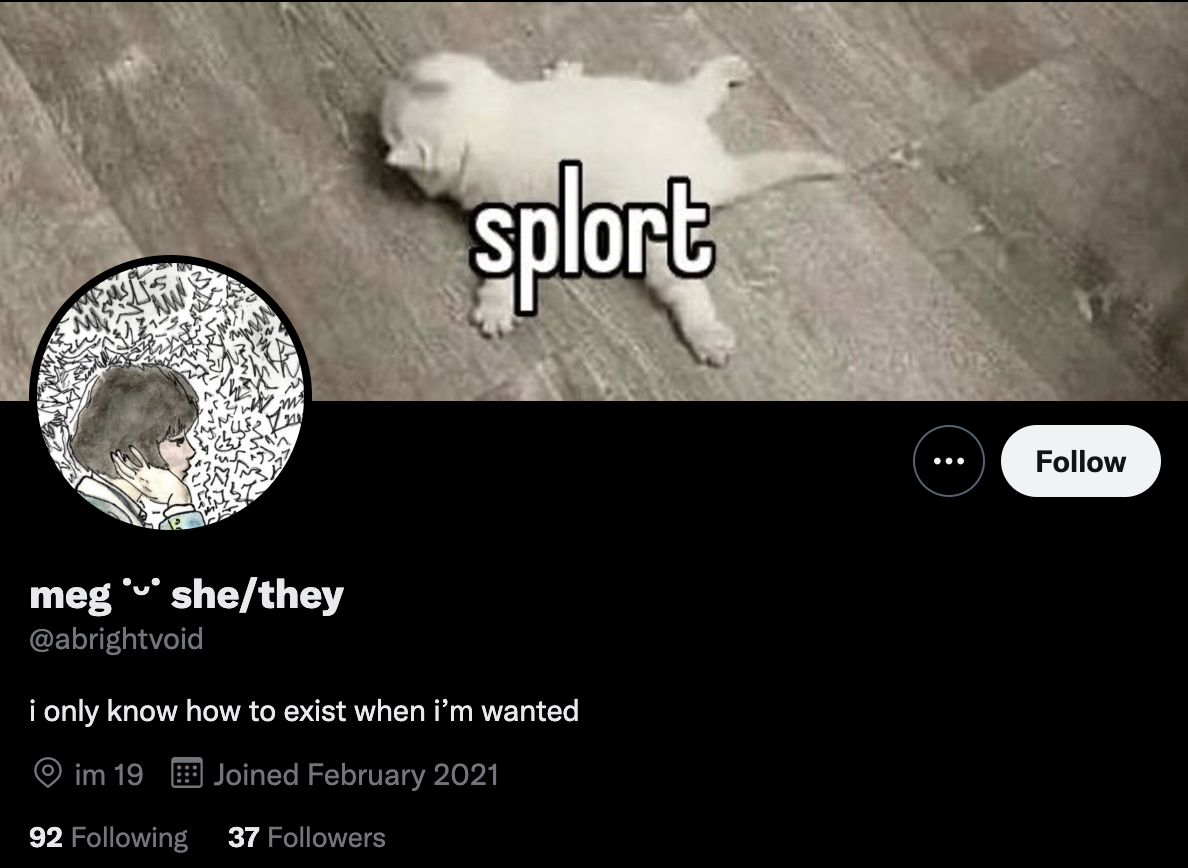 splort
Follow
meg ˙ᵕ˙ she/they
@abrightvoid
i only know how to exist when i’m wanted
im 19 Joined February 2021
92 Following 37 Followers